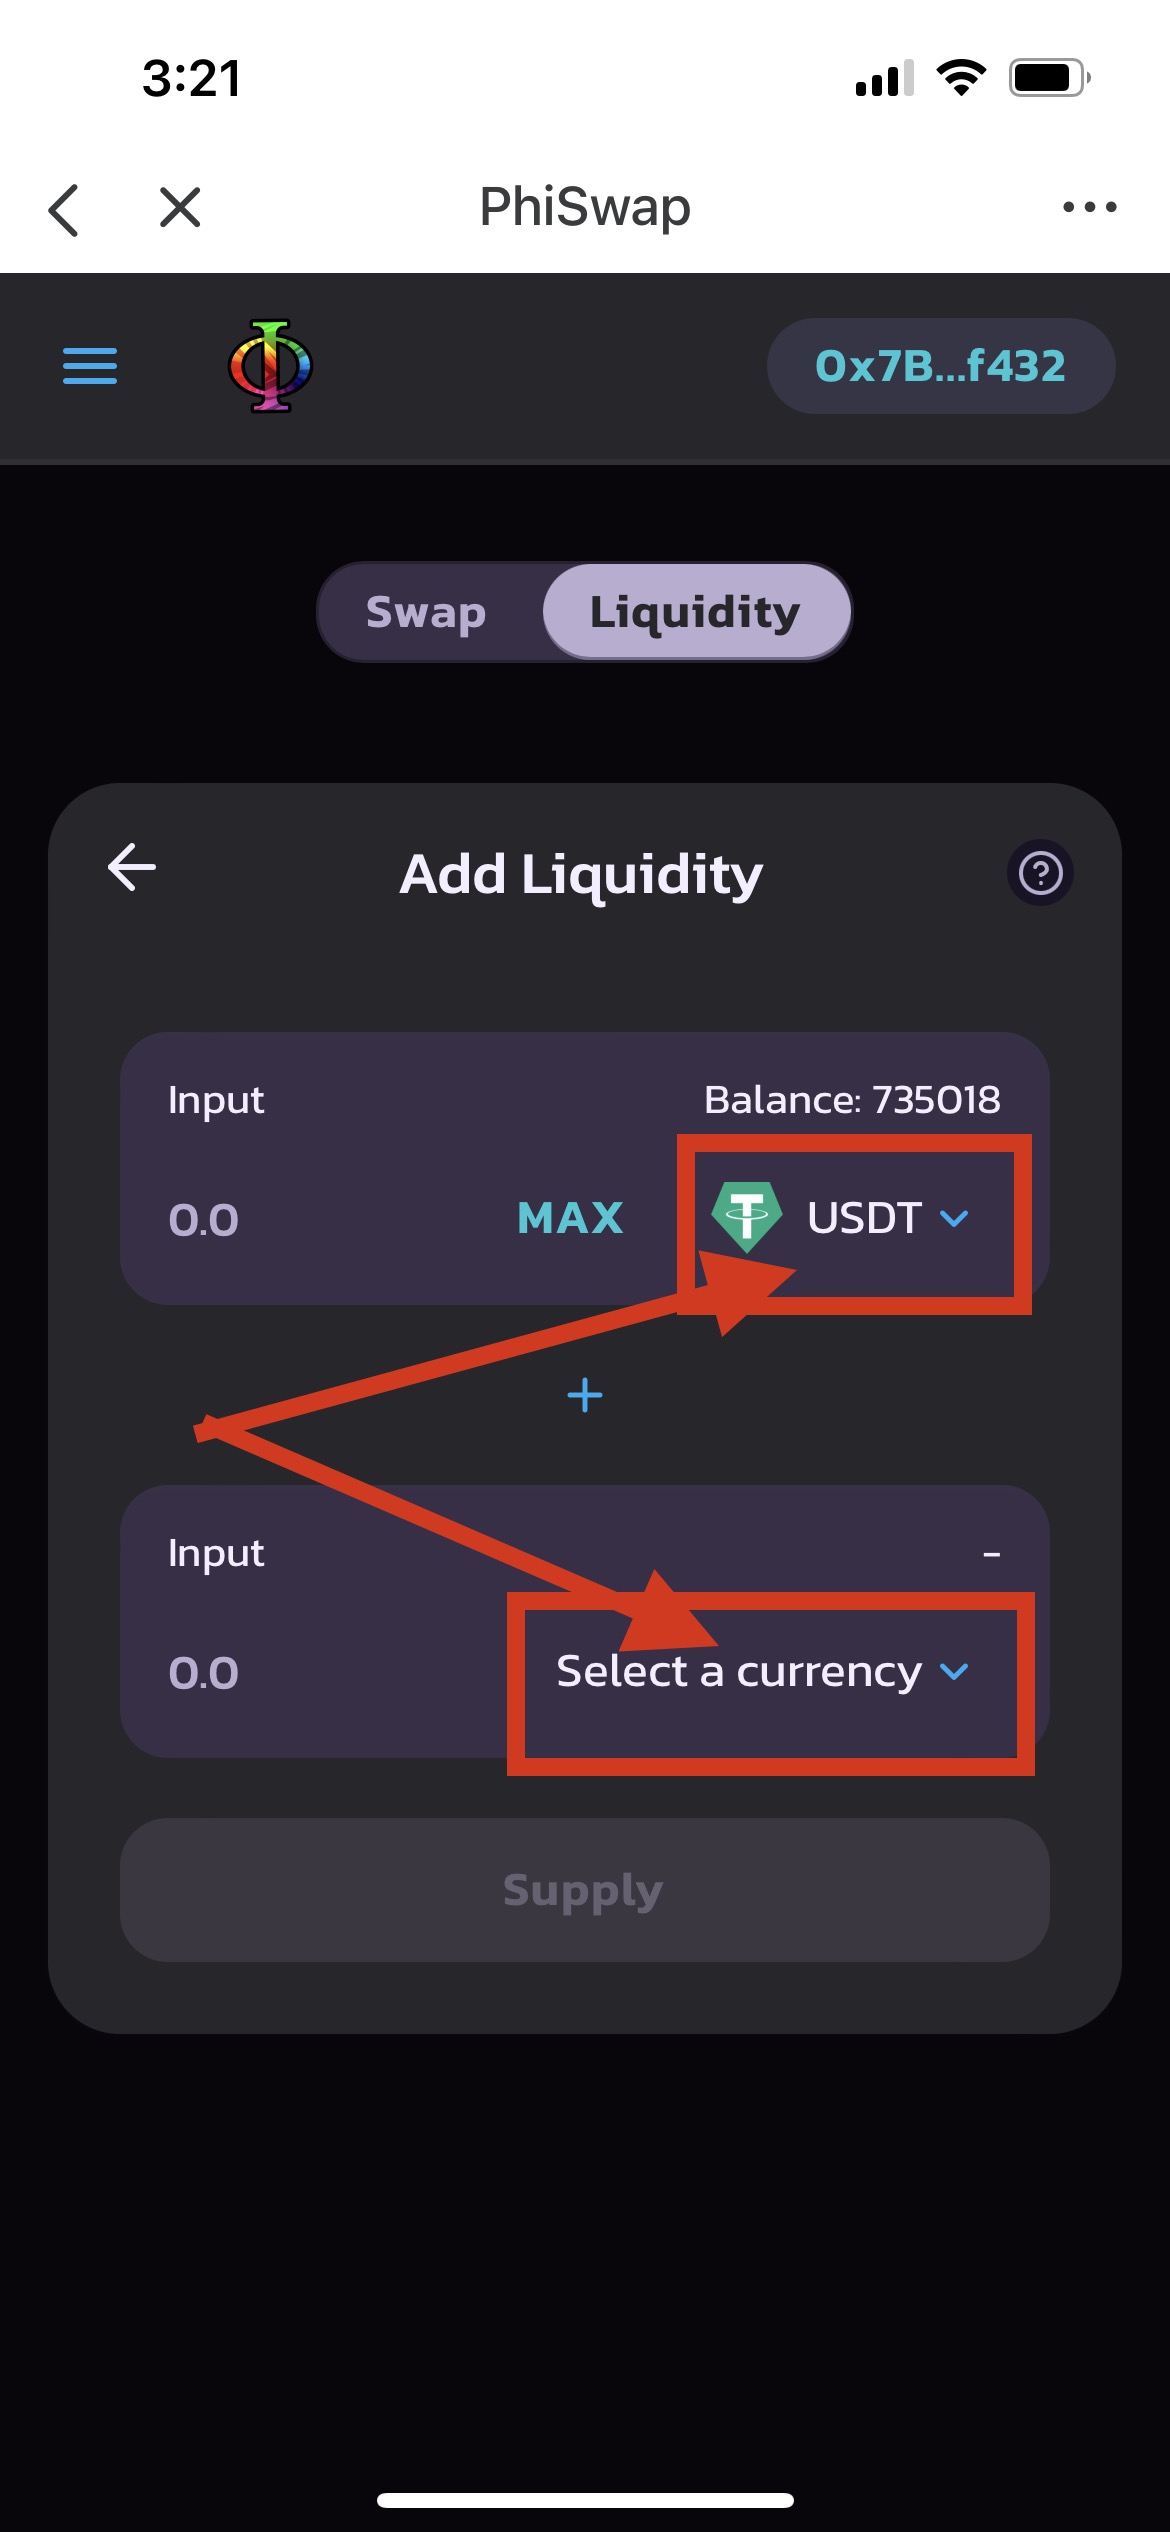 3:21
PhiSwap
0x7B...f432
Swap Liquidity
Add Liquidity
Input Balance: 735018
0.0 MAX USDT
Input -
0.0 Select a currency
Supply